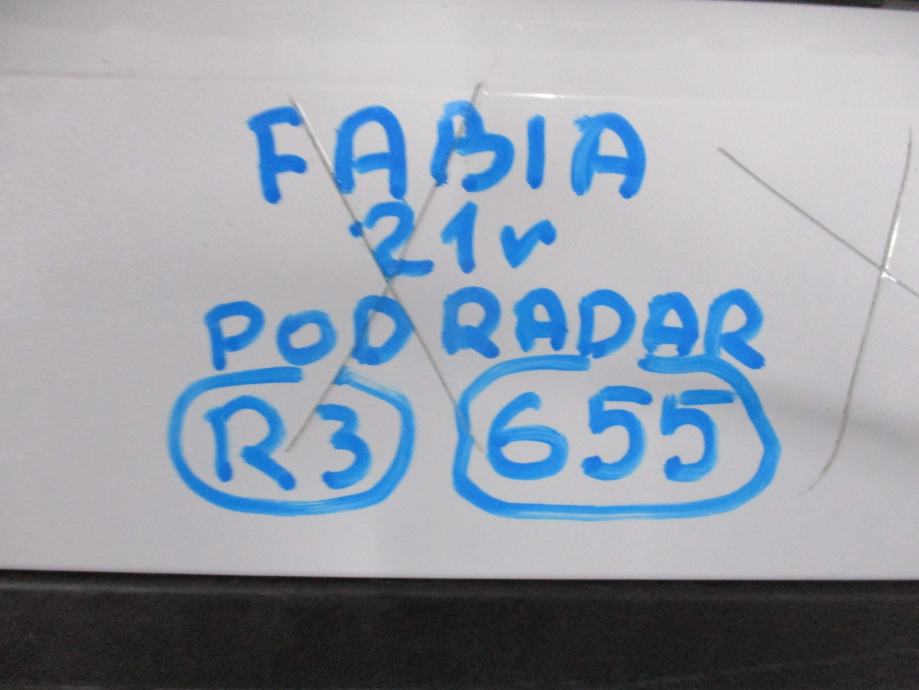 FABIA
21r
POD RADAR
R3 655